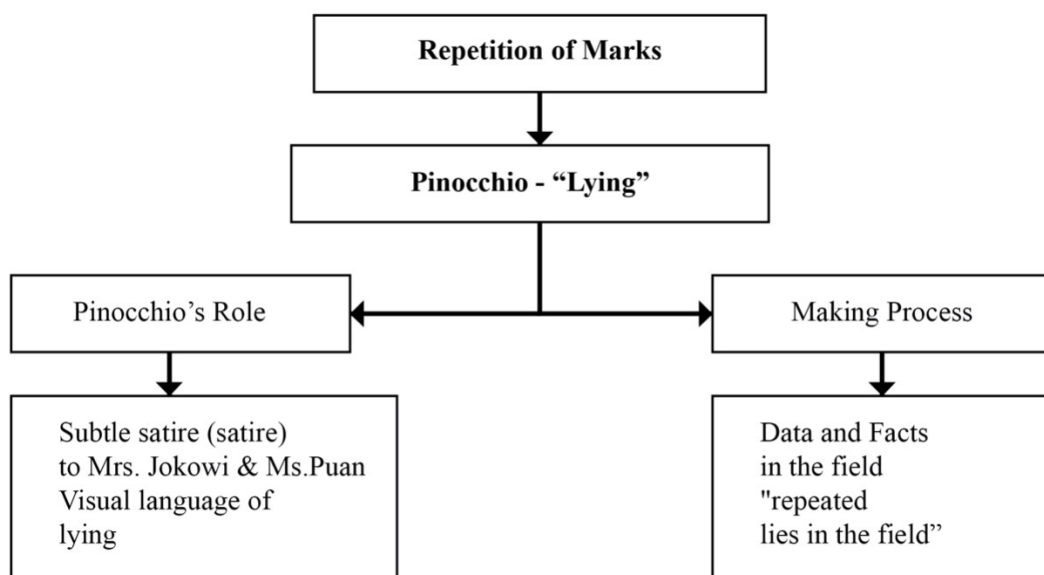 Repetition of Marks
Pinocchio - “Lying”
Pinocchio’s Role
Making Process
Subtle satire (satire)
to Mrs. Jokowi & Ms.Puan
Visual language of
lying
Data and Facts
in the field
"repeated
lies in the field”